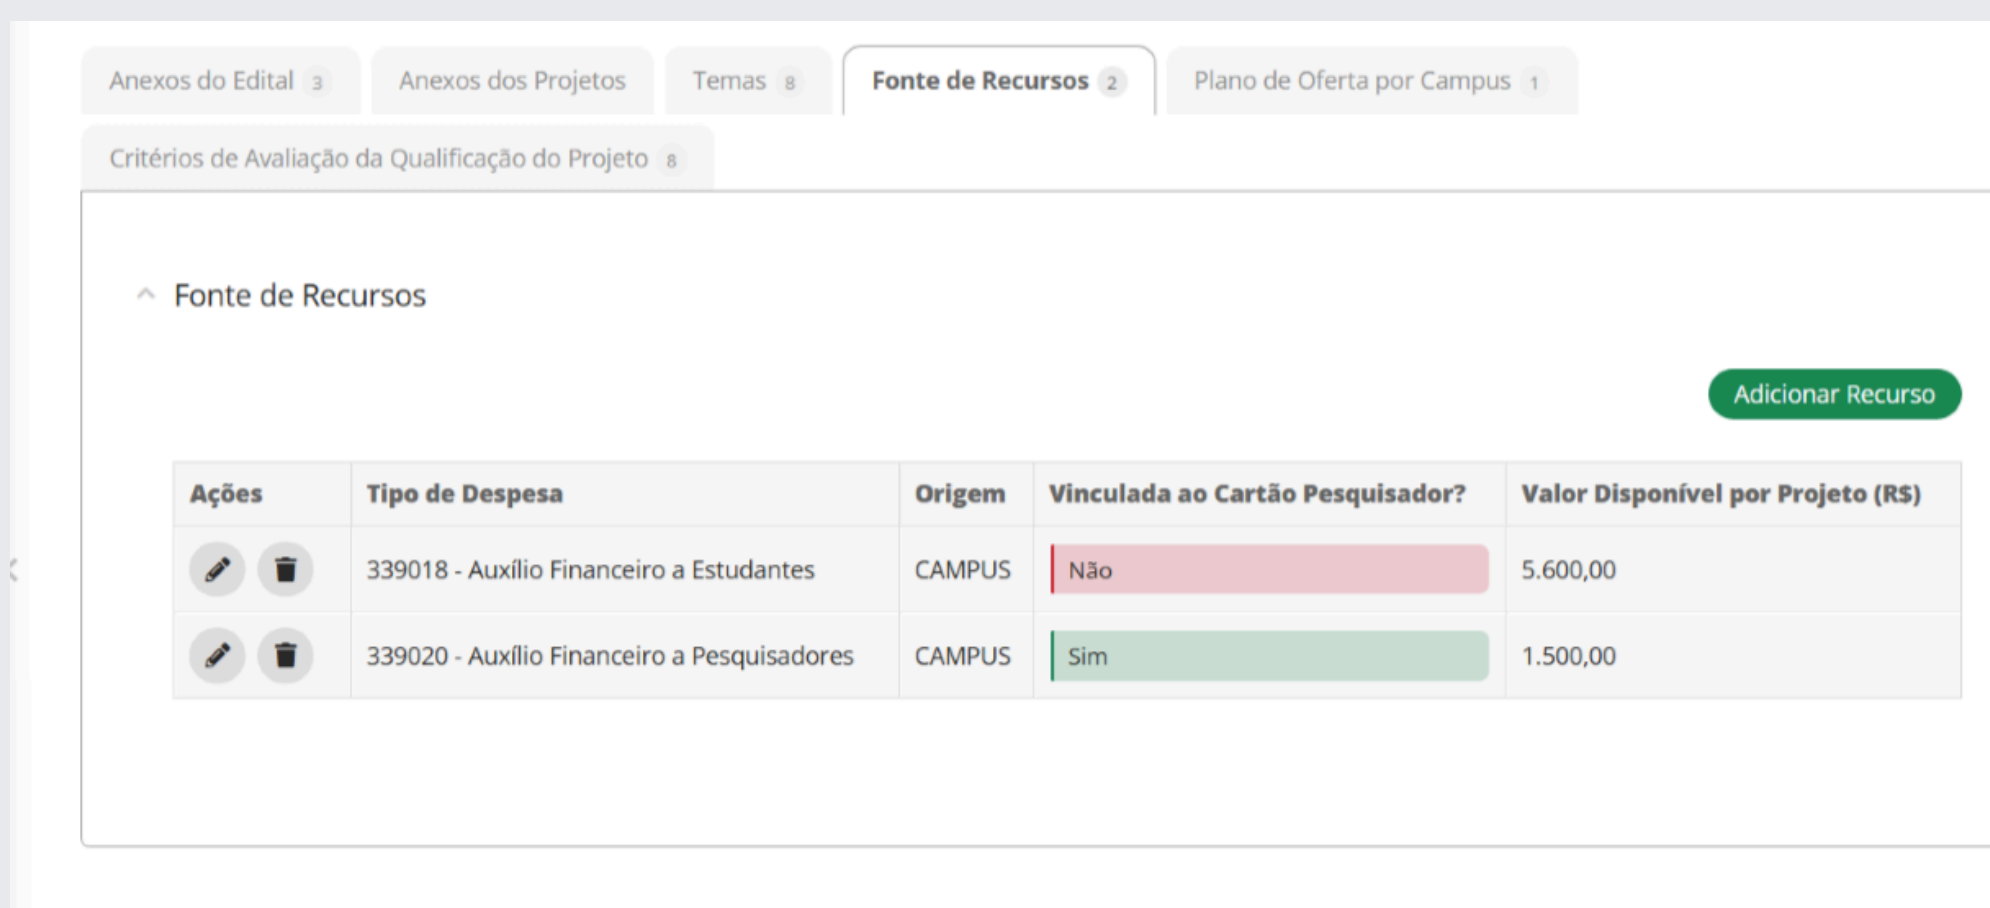 Anexos do Edital 3 Anexos dos Projetos Temas 8 Fonte de Recursos 2 Plano de Oferta por Campus 1
Critérios de Avaliação da Qualificação do Projeto 8
Fonte de Recursos
Adicionar Recurso
Ações Tipo de Despesa Origem Vinculada ao Cartão Pesquisador? Valor Disponível por Projeto (R$)
339018 - Auxílio Financeiro a Estudantes CAMPUS Não 5.600,00
339020 - Auxílio Financeiro a Pesquisadores CAMPUS Sim 1.500,00